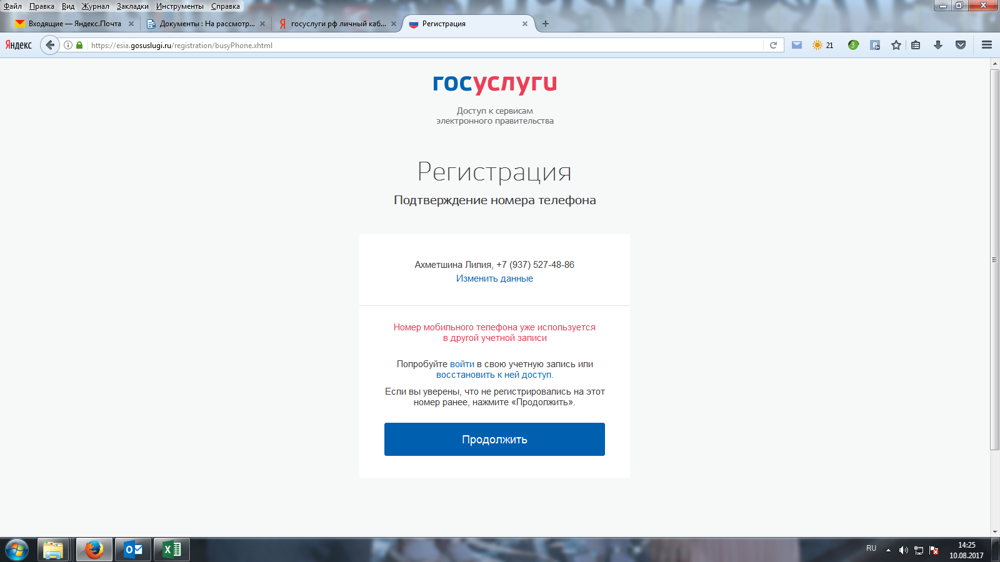 Файл Правка Вид Журнал Закладки Инструменты Справка
Входящие — Яндекс.Почта
Документы : На рассмотр...
госуслуги рф личный каб...
Регистрация
Яндекс
https://esia.gosuslugi.ru/registration/busyPhone.xhtml
21
3
госуслуги
Доступ к сервисам
электронного правительства
Регистрация
Подтверждение номера телефона
Ахметшина Лилия, +7 (937) 527-48-86
Изменить данные
Номер мобильного телефона уже используется
в другой учетной записи
Попробуйте войти в свою учетную запись или
восстановить к ней доступ.
Если вы уверены, что не регистрировались на этот
номер ранее, нажмите «Продолжить».
Продолжить
RU
14:25
10.08.2017